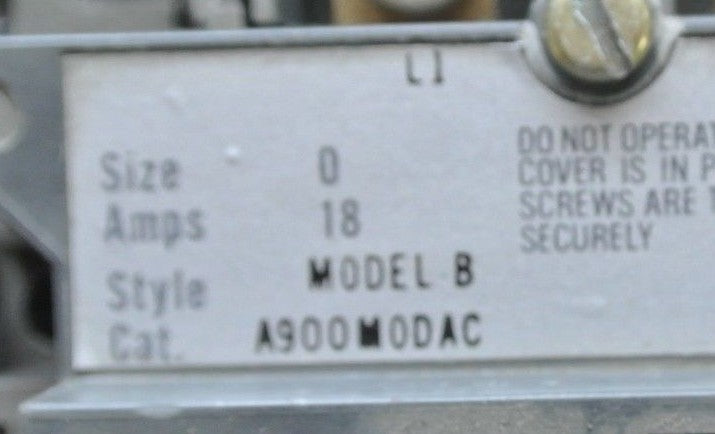 L1
Size 0
Amps 18
Style MODEL B
Cat. A900M0DAC
DO NOT OPERAT
COVER IS IN P
SCREWS ARE T
SECURELY